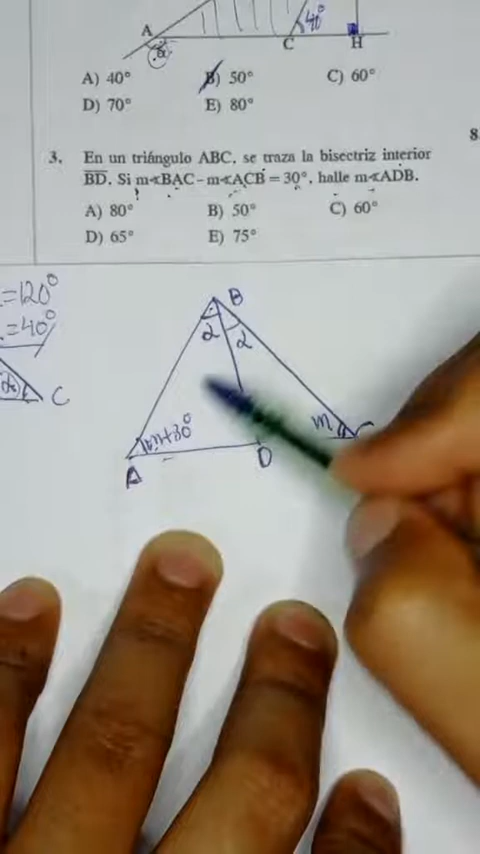 A
40°
C
H
A) 40°
B) 50°
C) 60°
D) 70°
E) 80°
8
3. En un triángulo ABC, se traza la bisectriz interior
BD. Si m∢BAC – m∢ACB = 30°, halle m∢ADB.
A) 80°
B) 50°
C) 60°
D) 65°
E) 75°
=120°
=40°
C
B
α
α
m+30°
m
A
D